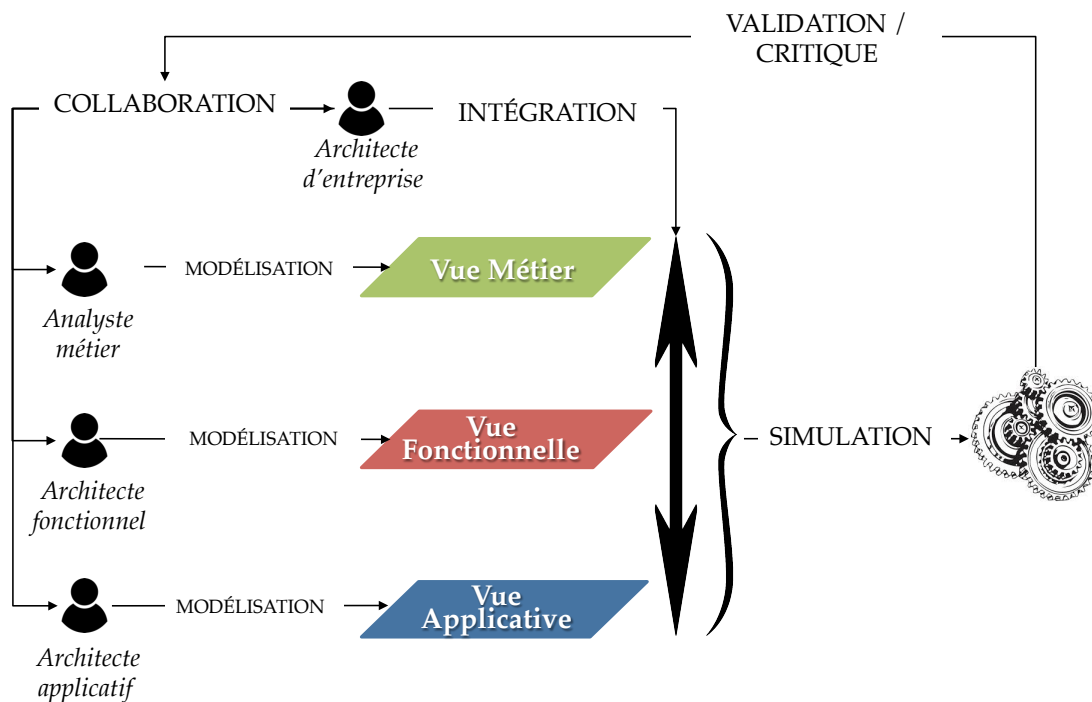 VALIDATION /
CRITIQUE
COLLABORATION
INTÉGRATION
Architecte
d'entreprise
MODÉLISATION
Vue Métier
Analyste
métier
MODÉLISATION
Vue
Fonctionnelle
SIMULATION
Architecte
fonctionnel
MODÉLISATION
Vue
Applicative
Architecte
applicatif